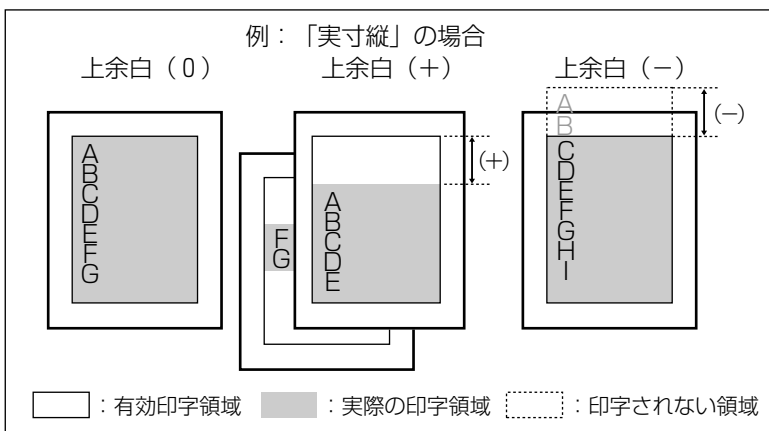 例：「実寸縦」の場合
上余白（0）
上余白（＋）
上余白（－）
A
B
C
D
E
F
G
F
G
(＋)
A
B
C
D
E
A
B
(－)
C
D
E
F
G
H
I
：有効印字領域
：実際の印字領域
：印字されない領域